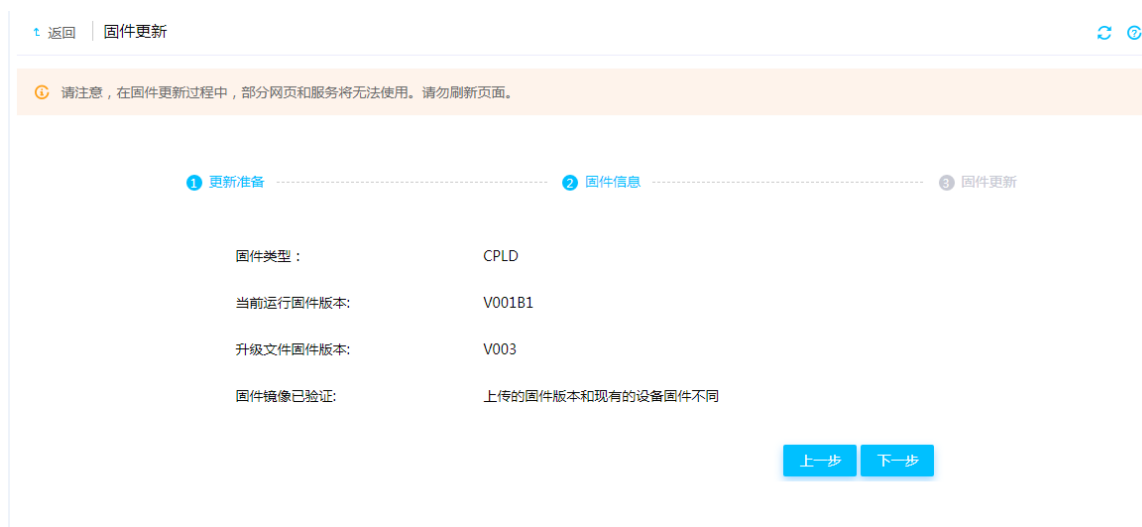 返回 固件更新
请注意，在固件更新过程中，部分网页和服务将无法使用。请勿刷新页面。
1 更新准备 2 固件信息 3 固件更新
固件类型： CPLD
当前运行固件版本: V001B1
升级文件固件版本: V003
固件镜像已验证: 上传的固件版本和现有的设备固件不同
上一步 下一步